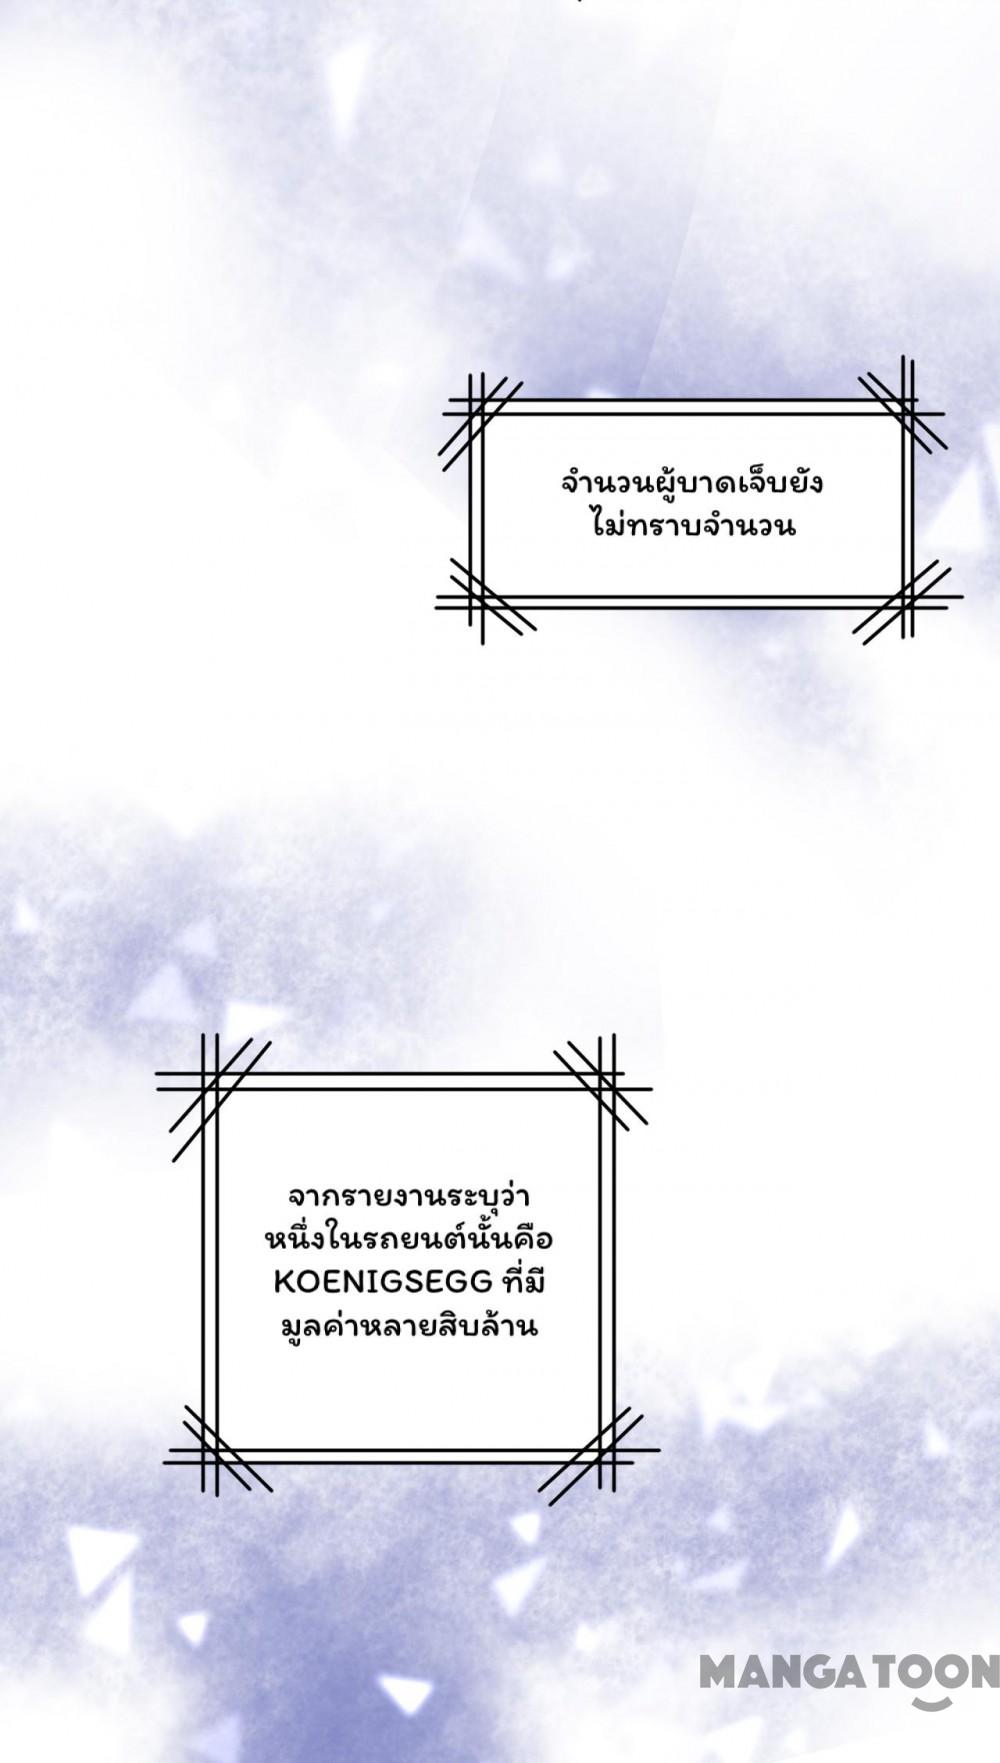 จำนวนผู้บาดเจ็บยัง
ไม่ทราบจำนวน
จากรายงานระบุว่า
หนึ่งในรถยนต์นั้นคือ
KOENIGSEGG ที่มี
มูลค่าหลายสิบล้าน
MANGATOON